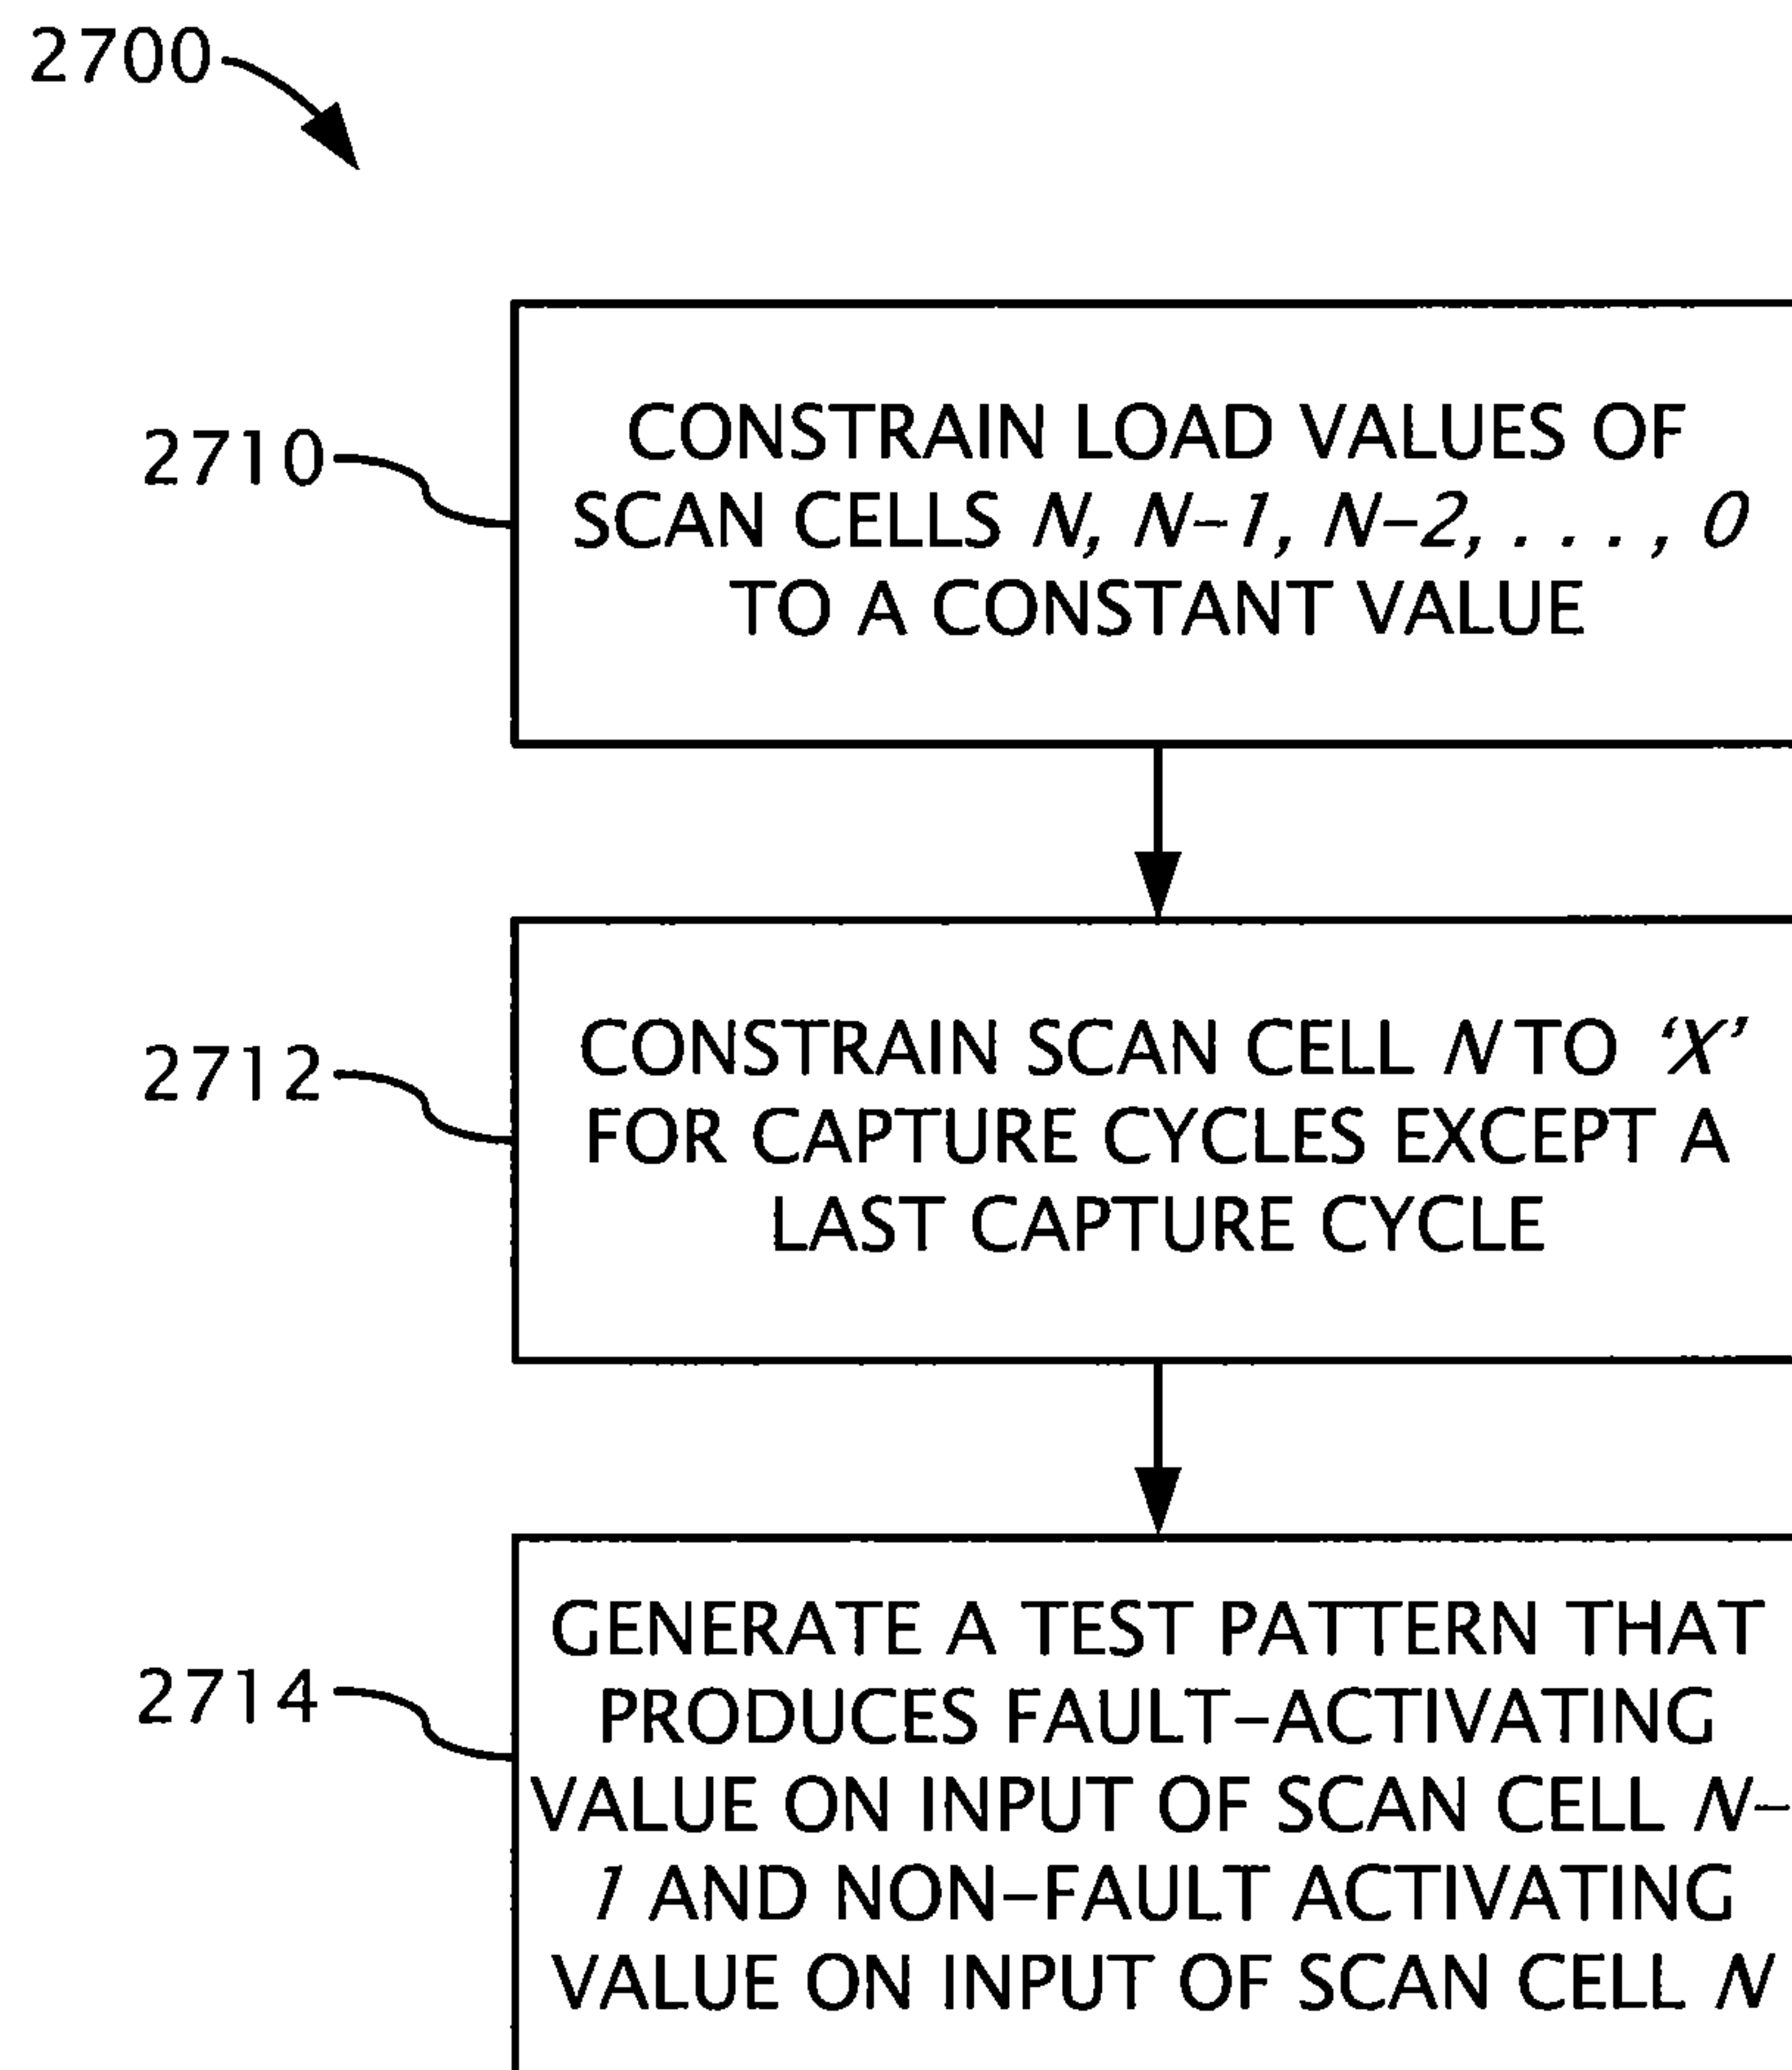 2700
2710
CONSTRAIN LOAD VALUES OF
SCAN CELLS N, N-1, N-2, . . . , 0
TO A CONSTANT VALUE
2712
CONSTRAIN SCAN CELL N TO ‘X’
FOR CAPTURE CYCLES EXCEPT A
LAST CAPTURE CYCLE
2714
GENERATE A TEST PATTERN THAT
PRODUCES FAULT-ACTIVATING
VALUE ON INPUT OF SCAN CELL N-
1 AND NON-FAULT ACTIVATING
VALUE ON INPUT OF SCAN CELL N